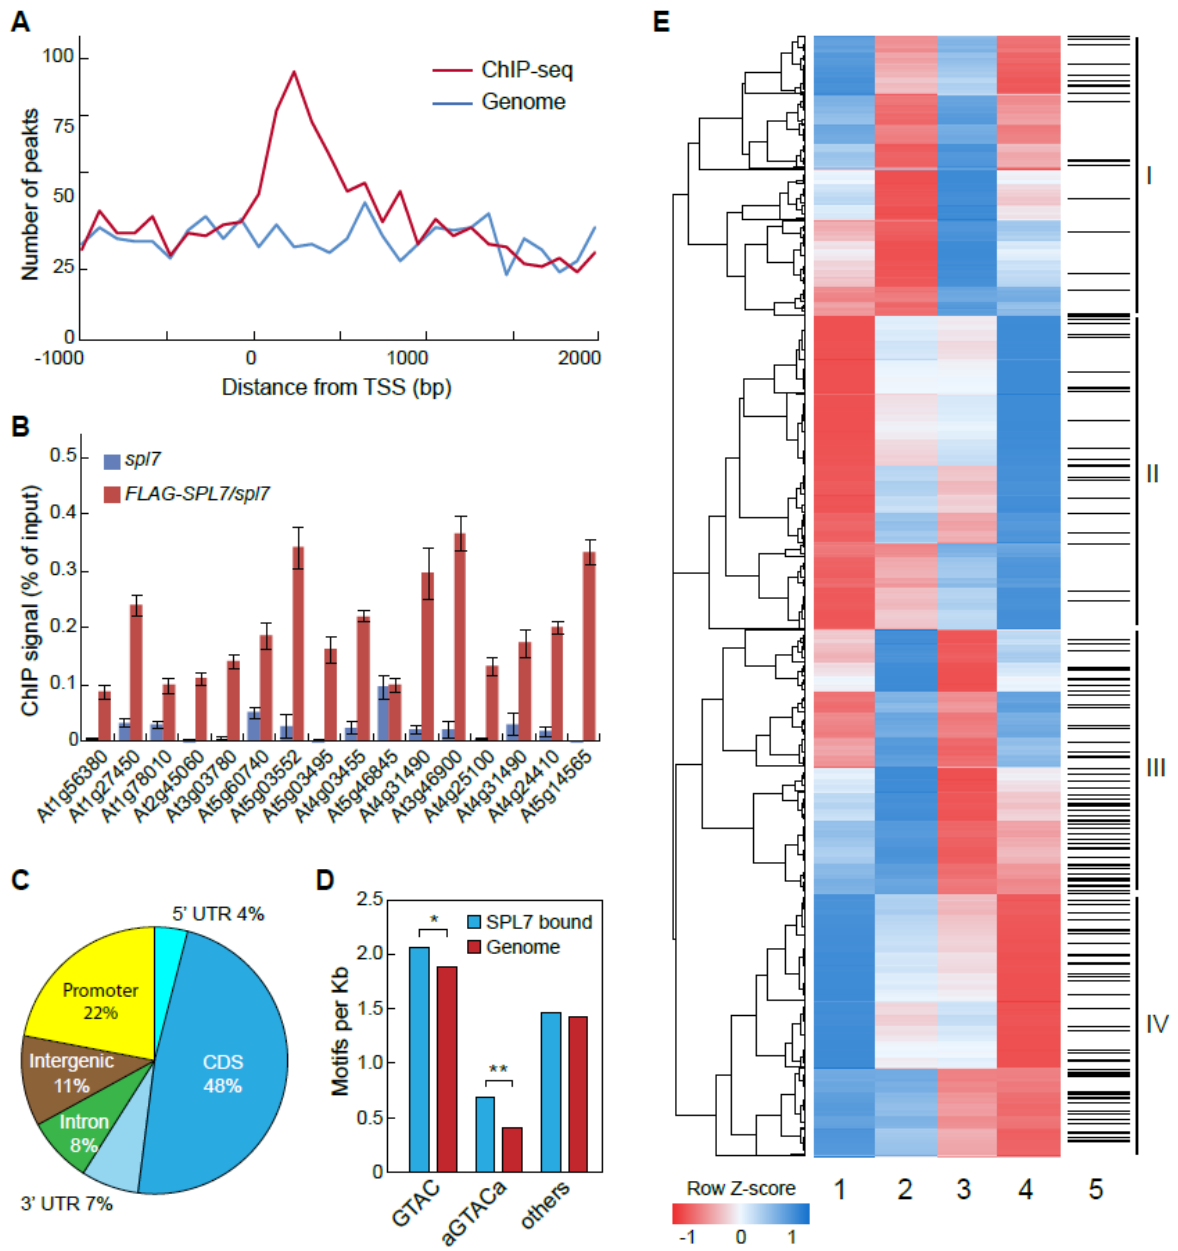 A
ChIP-seq
Genome
Number of peakts
100
75
50
25
0
-1000
0
1000
2000
Distance from TSS (bp)
B
spl7
FLAG-SPL7/spl7
ChIP signal (% of input)
0.5
0.4
0.3
0.2
0.1
0
At1g56380
At1g27450
At1g78010
At2g45060
At3g03780
At5g60740
At5g03552
At5g03495
At4g03455
At5g46845
At4g31490
At3g46900
At4g25100
At4g31490
At4g24410
At5g14565
C
5' UTR 4%
Promoter
22%
Intergenic
11%
CDS
48%
Intron
8%
3' UTR 7%
D
SPL7 bound
Genome
Motifs per Kb
2.5
2.0
1.5
1.0
0.5
0
*
**
GTAC
aGTACa
others
E
I
II
III
IV
Row Z-score
-1 0 1
1 2 3 4 5